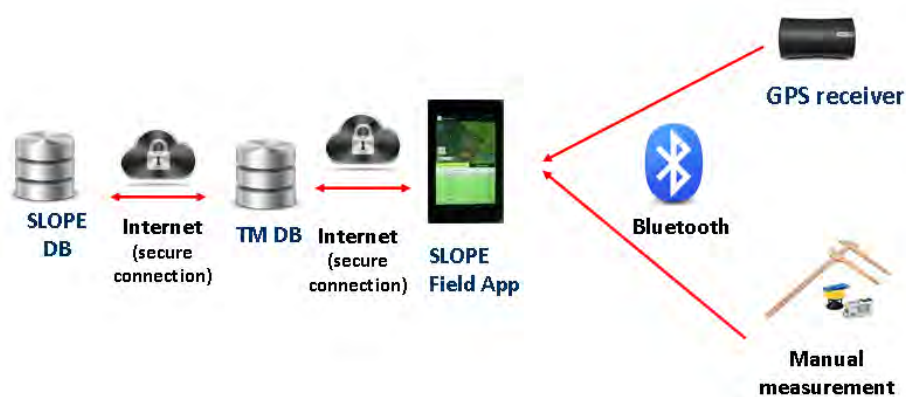 SLOPE
DB
Internet
(secure
connection)
TM DB
Internet
(secure
connection)
SLOPE
Field App
Bluetooth
GPS receiver
Manual
measurement